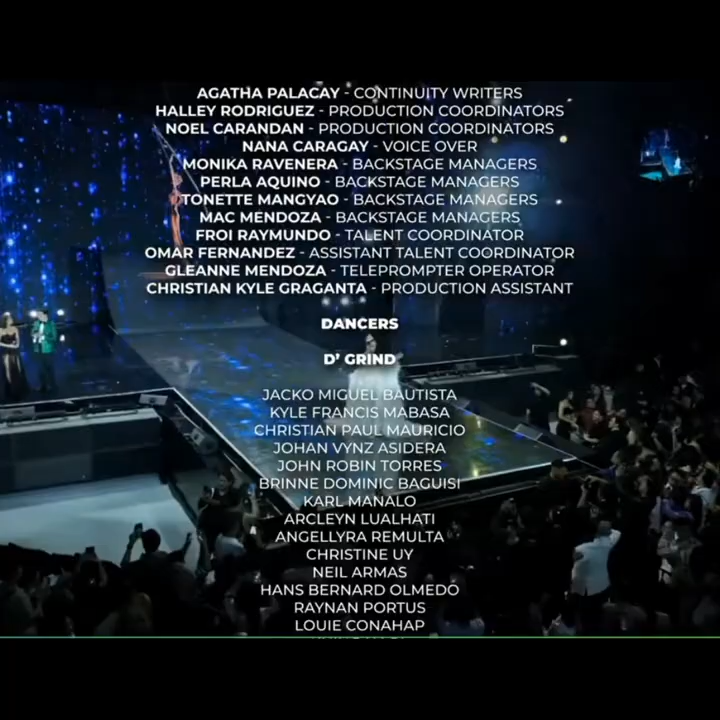 AGATHA PALACAY - CONTINUITY WRITERS
HALLEY RODRIGUEZ - PRODUCTION COORDINATORS
NOEL CARANDAN - PRODUCTION COORDINATORS
NANA CARAGAY - VOICE OVER
MONIKA RAVENERA - BACKSTAGE MANAGERS
PERLA AQUINO - BACKSTAGE MANAGERS
TONETTE MANGYAO - BACKSTAGE MANAGERS
MAC MENDOZA - BACKSTAGE MANAGERS
FROI RAYMUNDO - TALENT COORDINATOR
OMAR FERNANDEZ - ASSISTANT TALENT COORDINATOR
GLEANNE MENDOZA - TELEPROMPTER OPERATOR
CHRISTIAN KYLE GRAGANTA - PRODUCTION ASSISTANT
DANCERS
D' GRIND
JACKO MIGUEL BAUTISTA
KYLE FRANCIS MABASA
CHRISTIAN PAUL MAURICIO
JOHAN VYNZ ASIDERA
JOHN ROBIN TORRES
BRINNE DOMINIC BAGUISI
KARL MANALO
ARCLEYN LUALHATI
ANGELLYRA REMULTA
CHRISTINE UY
NEIL ARMAS
HANS BERNARD OLMEDO
RAYNAN PORTUS
LOUIE CONAHAP